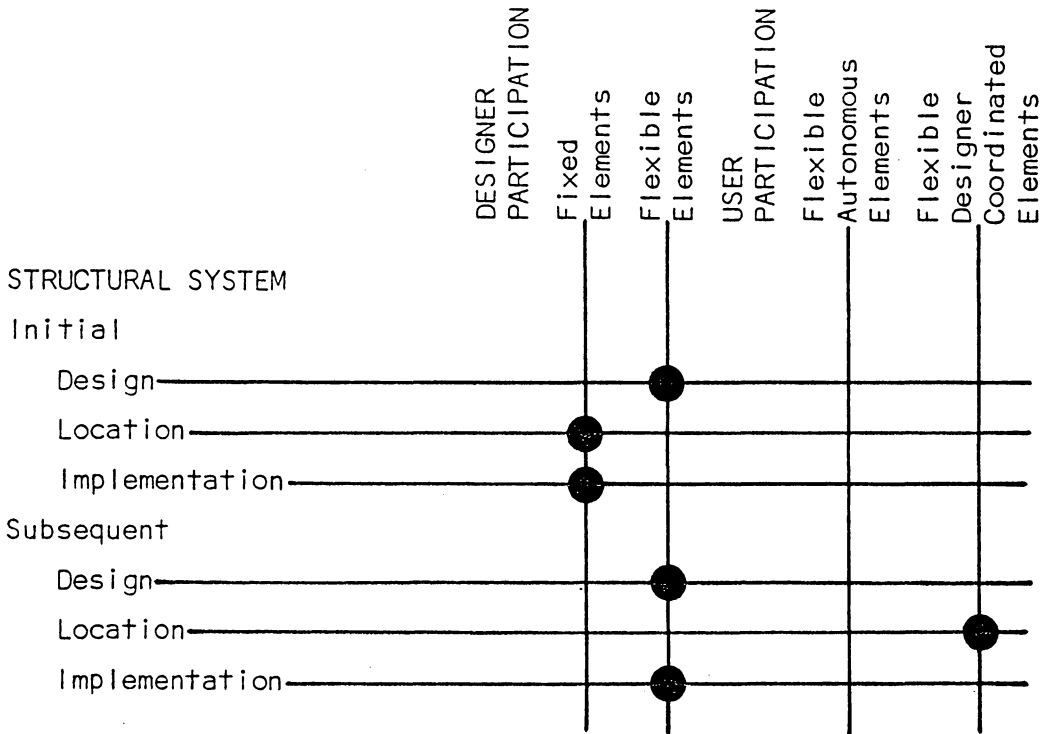 DESIGNER
PARTICIPATION
Fixed
Elements
Flexible
Elements
USER
PARTICIPATION
Flexible
Autonomous
Elements
Flexible
Designer
Coordinated
Elements
STRUCTURAL SYSTEM
Initial
Design
Location
Implementation
Subsequent
Design
Location
Implementation